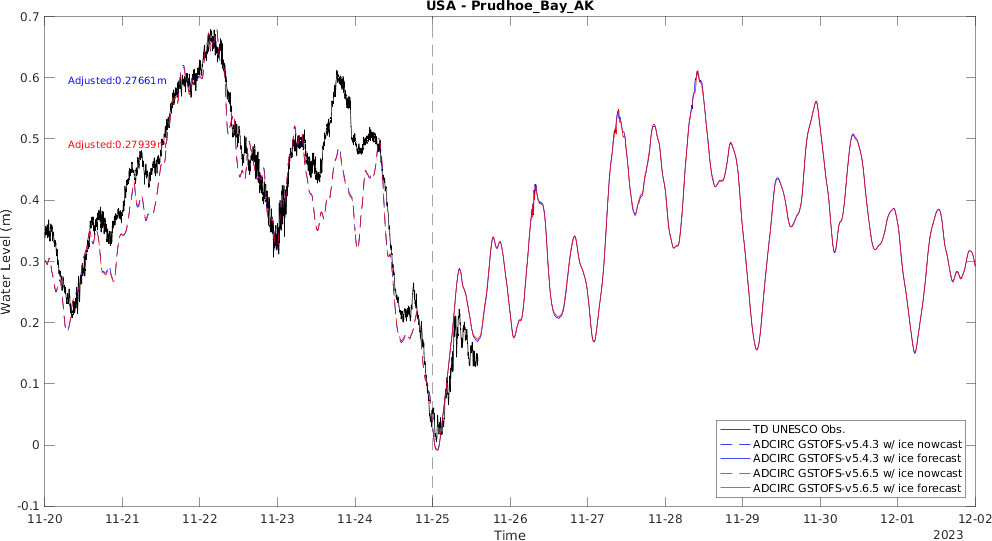 USA - Prudhoe_Bay_AK
0.7
0.6
0.5
0.4
0.3
0.2
0.1
0
-0.1
Water Level (m)
Adjusted:0.27661m
Adjusted:0.27939m
TD UNESCO Obs.
ADCIRC GSTOFS-v5.4.3 w/ ice nowcast
ADCIRC GSTOFS-v5.4.3 w/ ice forecast
ADCIRC GSTOFS-v5.6.5 w/ ice nowcast
ADCIRC GSTOFS-v5.6.5 w/ ice forecast
11-20 11-21 11-22 11-23 11-24 11-25 11-26 11-27 11-28 11-29 11-30 12-01 12-02
Time
2023